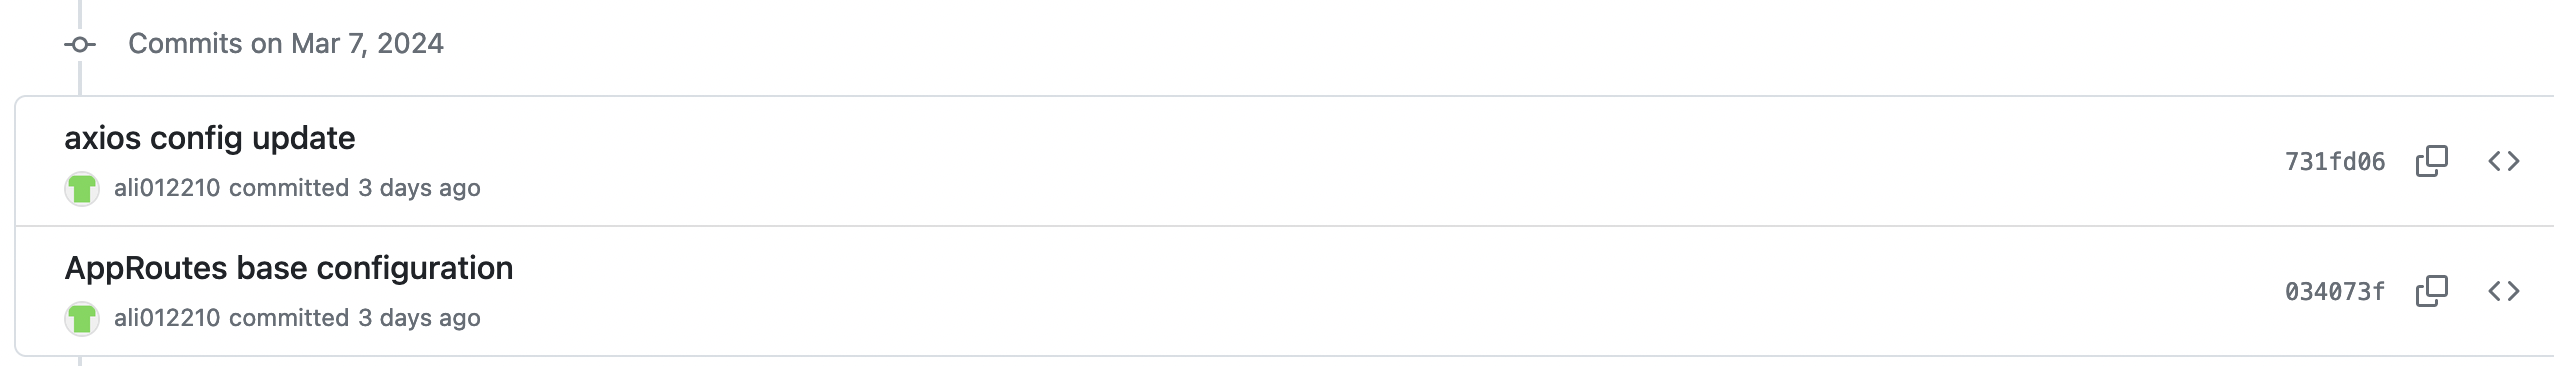 Commits on Mar 7, 2024
axios config update
731fd06
ali012210 committed 3 days ago
AppRoutes base configuration
034073f
ali012210 committed 3 days ago